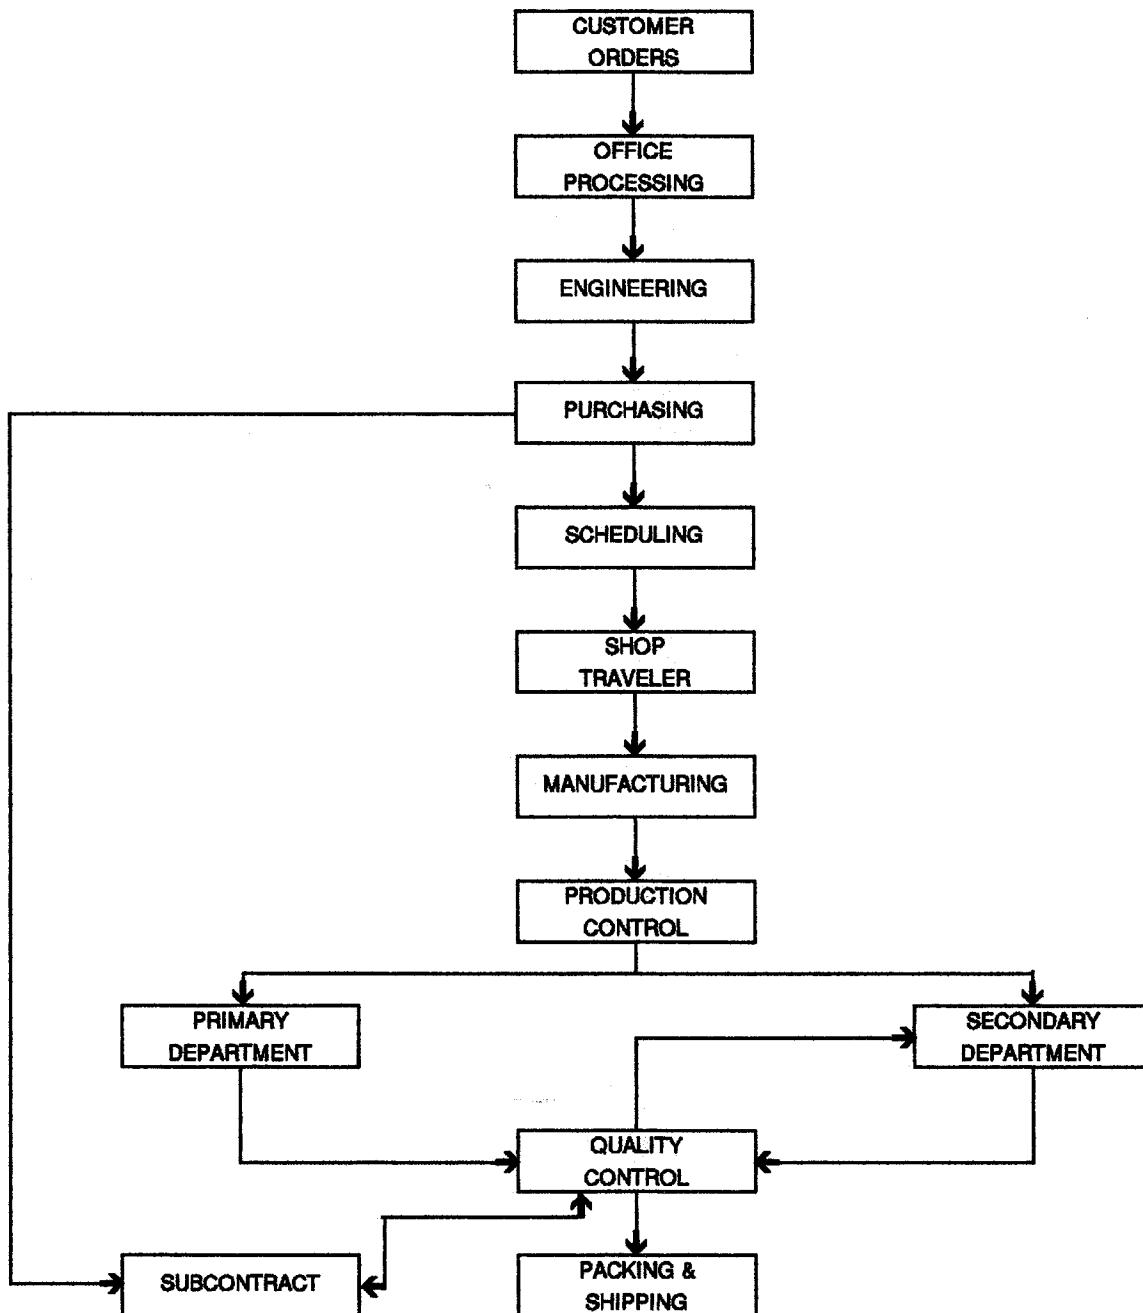 CUSTOMER
ORDERS
OFFICE
PROCESSING
ENGINEERING
PURCHASING
SCHEDULING
SHOP
TRAVELER
MANUFACTURING
PRODUCTION
CONTROL
PRIMARY
DEPARTMENT
SECONDARY
DEPARTMENT
QUALITY
CONTROL
SUBCONTRACT
PACKING &
SHIPPING